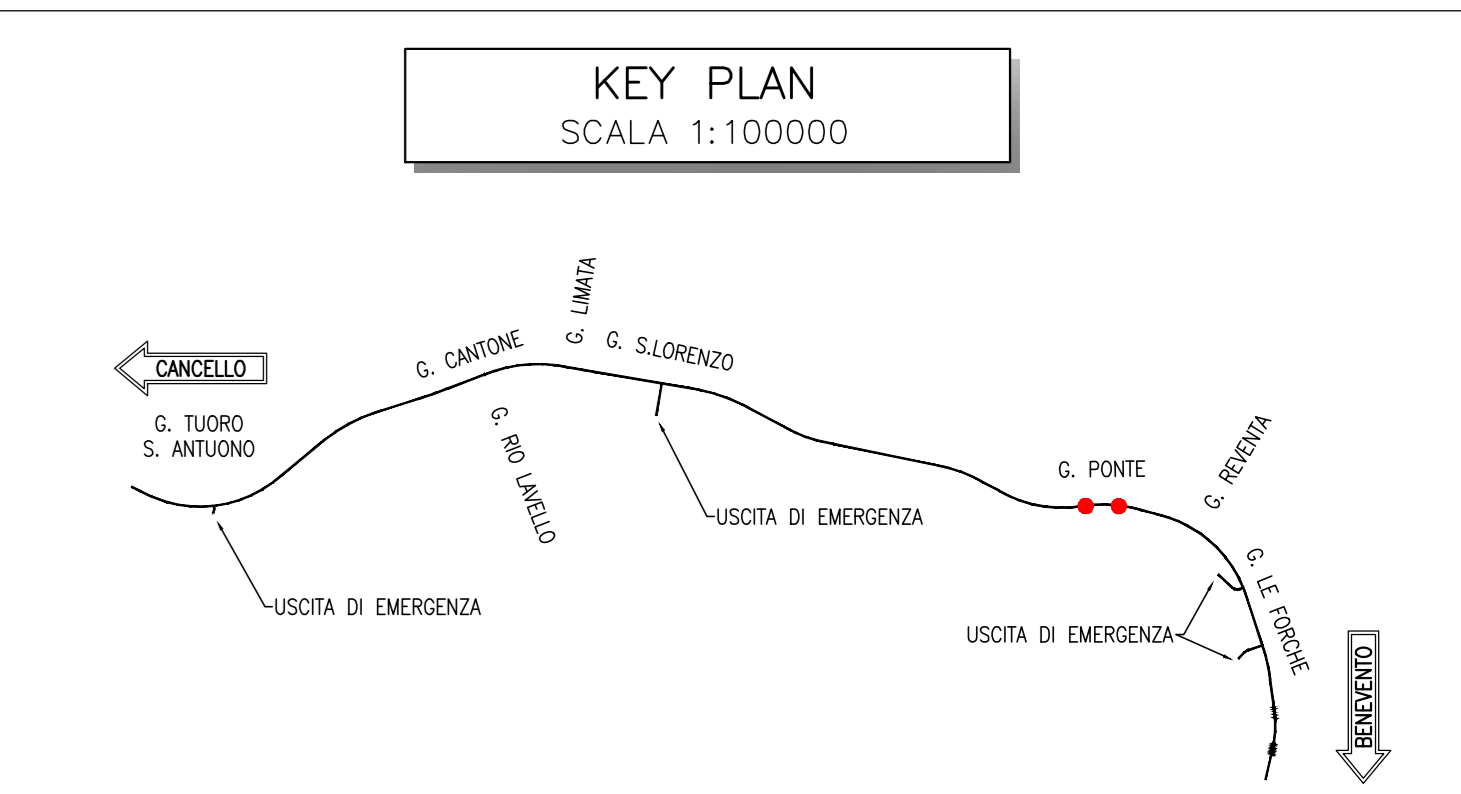 KEY PLAN
SCALA 1:100000
G. LIMATA
G. CANTONE
G. S.LORENZO
CANCELLO
G. TUORO
S. ANTUONO
G. RIO LAVELLO
G. PONTE
G. REVENTA
USCITA DI EMERGENZA
USCITA DI EMERGENZA
G. LE FORCHE
USCITA DI EMERGENZA
BENEVENTO